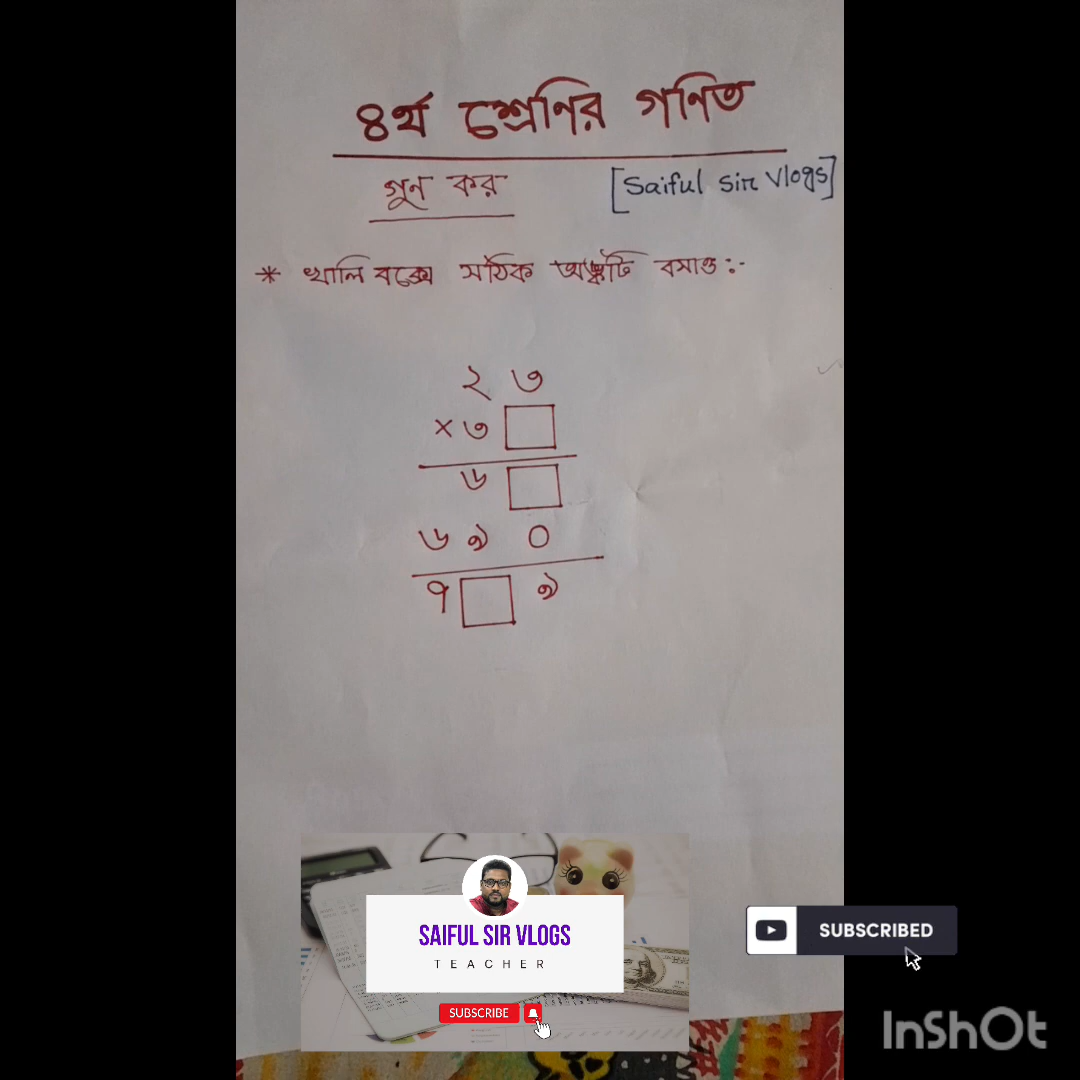 ৪র্থ শ্রেণির গণিত
গুন কর
[Saiful Sir Vlogs]
* খালি বক্সে সঠিক অঙ্কটি বসাও :-
২ ৩
× ৩
৬
৬ ৯ ০
৭ ৯
SAIFUL SIR VLOGS
TEACHER
SUBSCRIBE
SUBSCRIBED
InShOt